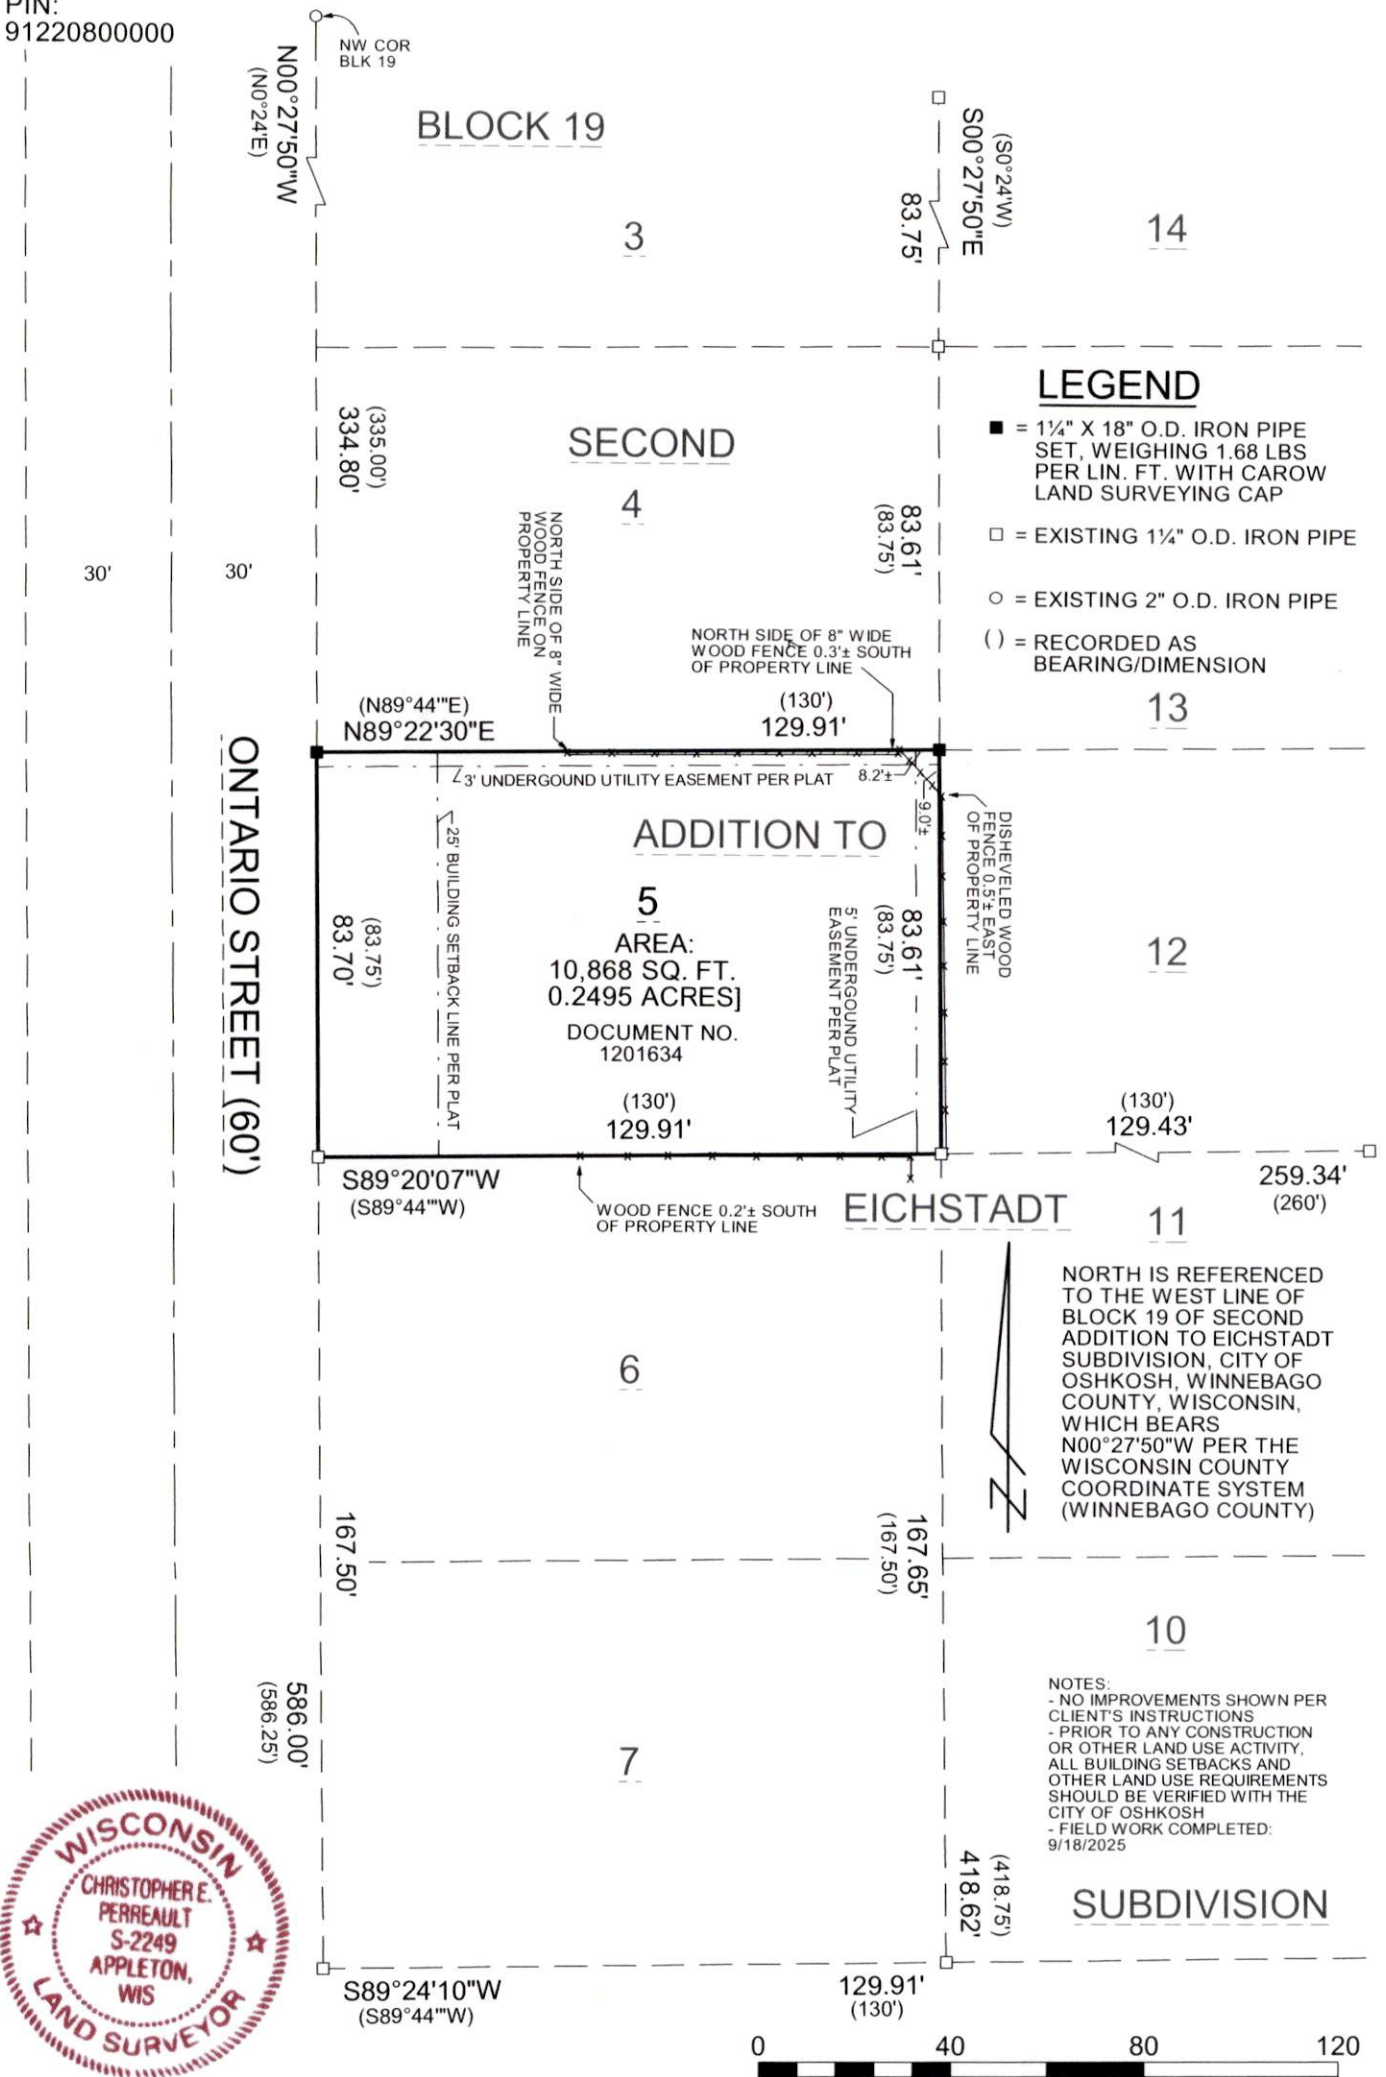 PIN:
91220800000
NW COR
BLK 19
N00°27'50"W
(N0°24'E)
BLOCK 19
(S0°24'W)
S00°27'50"E
83.75'
3
14
LEGEND
■ = 1¼" X 18" O.D. IRON PIPE
SET, WEIGHING 1.68 LBS
PER LIN. FT. WITH CAROW
LAND SURVEYING CAP
□ = EXISTING 1¼" O.D. IRON PIPE
○ = EXISTING 2" O.D. IRON PIPE
( ) = RECORDED AS
BEARING/DIMENSION
(335.00')
334.80'
SECOND
4
83.61'
(83.75')
30'
30'
NORTH SIDE OF 8" WIDE
WOOD FENCE ON
PROPERTY LINE
NORTH SIDE OF 8" WIDE
WOOD FENCE 0.3'± SOUTH
OF PROPERTY LINE
13
(N89°44'"E)
N89°22'30"E
(130')
129.91'
3' UNDERGOUND UTILITY EASEMENT PER PLAT
8.2'±
9.0'±
ONTARIO STREET (60')
25' BUILDING SETBACK LINE PER PLAT
ADDITION TO
DISHEVELED WOOD
FENCE 0.5'± EAST
OF PROPERTY LINE
5
AREA:
10,868 SQ. FT.
0.2495 ACRES]
DOCUMENT NO.
1201634
(83.75')
83.70'
83.61'
(83.75')
5' UNDERGOUND UTILITY
EASEMENT PER PLAT
12
(130')
129.91'
(130')
129.43'
S89°20'07"W
(S89°44'"W)
WOOD FENCE 0.2'± SOUTH
OF PROPERTY LINE
EICHSTADT
259.34'
(260')
11
NORTH IS REFERENCED
TO THE WEST LINE OF
BLOCK 19 OF SECOND
ADDITION TO EICHSTADT
SUBDIVISION, CITY OF
OSHKOSH, WINNEBAGO
COUNTY, WISCONSIN,
WHICH BEARS
N00°27'50"W PER THE
WISCONSIN COUNTY
COORDINATE SYSTEM
(WINNEBAGO COUNTY)
N
6
167.50'
167.65'
(167.50')
10
586.00'
(586.25')
7
NOTES:
- NO IMPROVEMENTS SHOWN PER
CLIENT'S INSTRUCTIONS
- PRIOR TO ANY CONSTRUCTION
OR OTHER LAND USE ACTIVITY,
ALL BUILDING SETBACKS AND
OTHER LAND USE REQUIREMENTS
SHOULD BE VERIFIED WITH THE
CITY OF OSHKOSH
- FIELD WORK COMPLETED:
9/18/2025
(418.75')
418.62'
SUBDIVISION
WISCONSIN
CHRISTOPHER E.
PERREAULT
S-2249
APPLETON,
WIS
LAND SURVEYOR
S89°24'10"W
(S89°44'"W)
129.91'
(130')
0 40 80 120